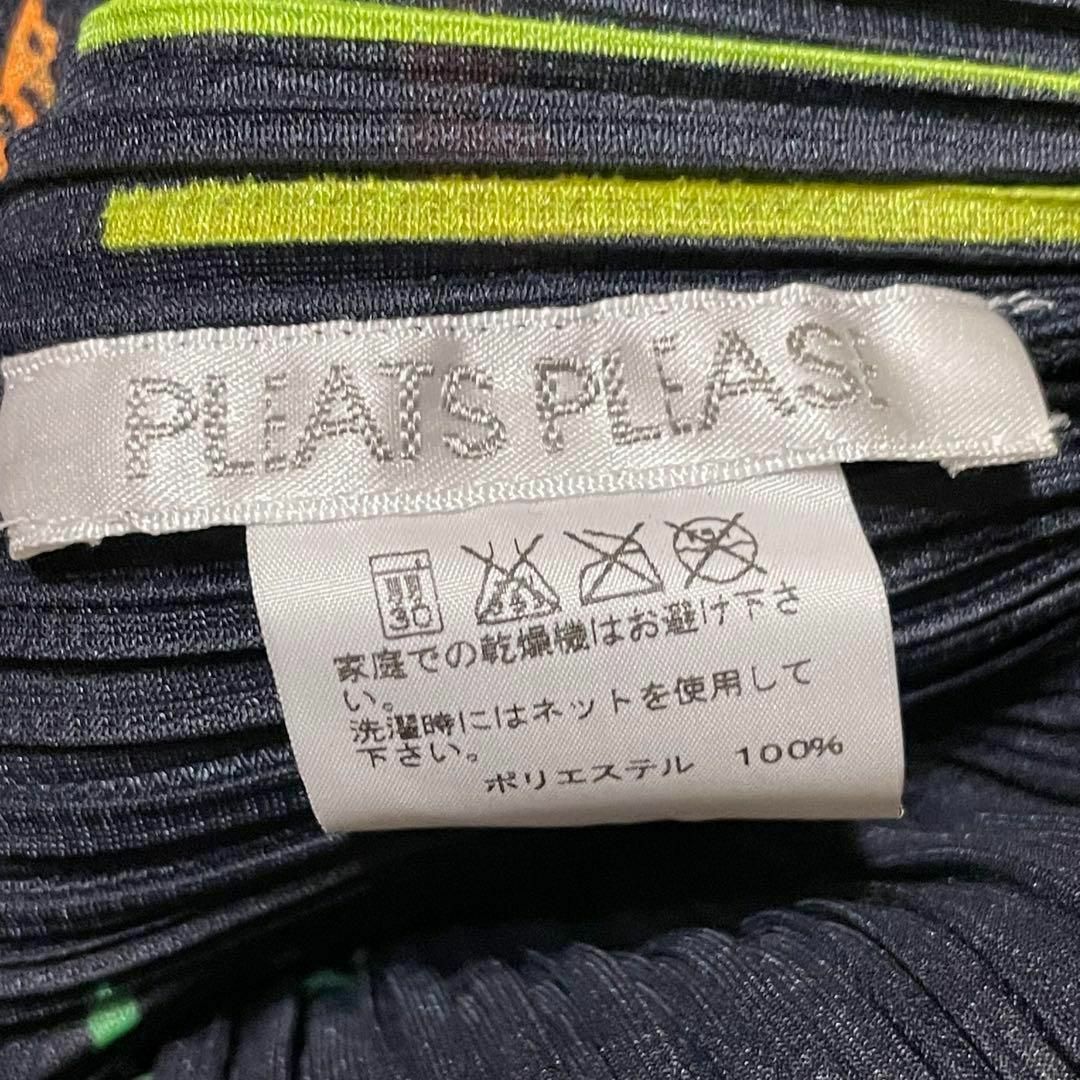 PLEATS PLEASE
30
家庭での乾燥機はお避け下さ
い。
洗濯時にはネットを使用して
下さい。
ポリエステル 100%